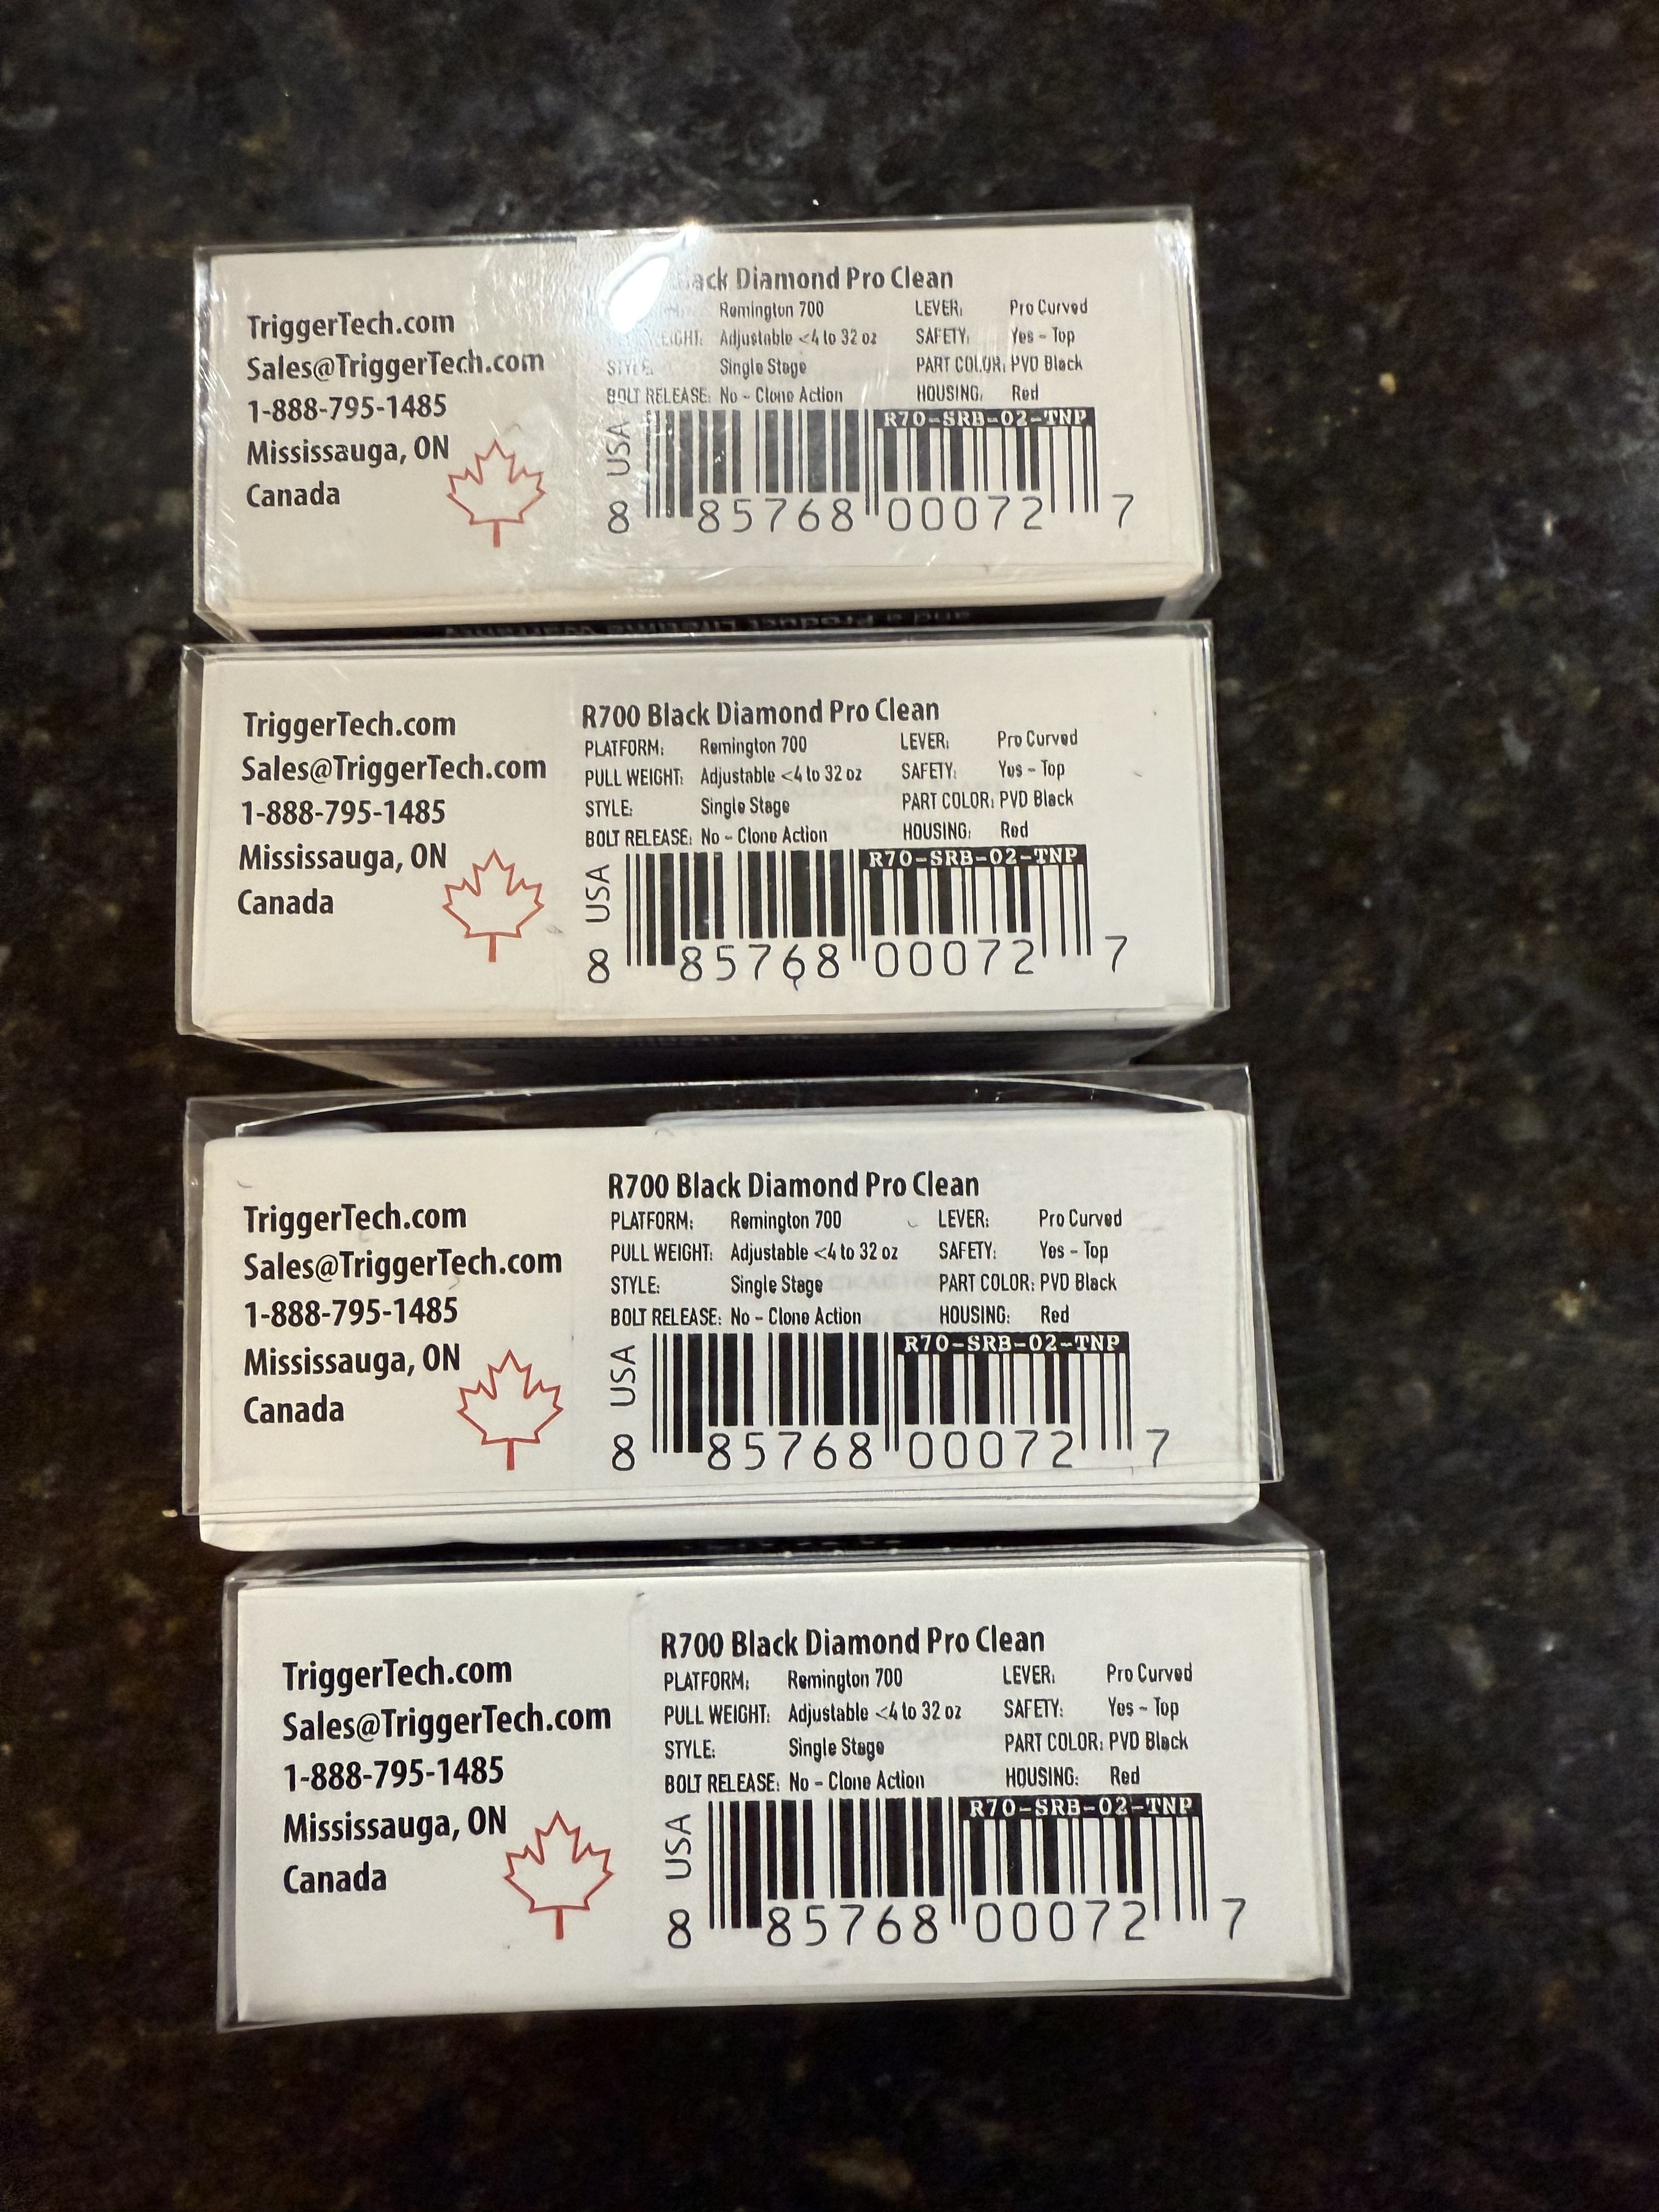 TriggerTech.com
Sales@TriggerTech.com
1-888-795-1485
Mississauga, ON
Canada
Black Diamond Pro Clean
Remington 700 LEVER: Pro Curved
WEIGHT: Adjustable <4 to 32 oz SAFETY: Yes - Top
STYLE: Single Stage PART COLOR: PVD Black
BOLT RELEASE: No - Clone Action HOUSING: Red
USA
R70-SRB-02-TNP
8 85768 00072 7
and a Product Lifetime Warranty
TriggerTech.com
Sales@TriggerTech.com
1-888-795-1485
Mississauga, ON
Canada
R700 Black Diamond Pro Clean
PLATFORM: Remington 700 LEVER: Pro Curved
PULL WEIGHT: Adjustable <4 to 32 oz SAFETY: Yes - Top
STYLE: Single Stage PART COLOR: PVD Black
BOLT RELEASE: No - Clone Action HOUSING: Red
USA
R70-SRB-02-TNP
8 85768 00072 7
TriggerTech.com
Sales@TriggerTech.com
1-888-795-1485
Mississauga, ON
Canada
R700 Black Diamond Pro Clean
PLATFORM: Remington 700 LEVER: Pro Curved
PULL WEIGHT: Adjustable <4 to 32 oz SAFETY: Yes - Top
STYLE: Single Stage PART COLOR: PVD Black
BOLT RELEASE: No - Clone Action HOUSING: Red
USA
R70-SRB-02-TNP
8 85768 00072 7
TriggerTech.com
Sales@TriggerTech.com
1-888-795-1485
Mississauga, ON
Canada
R700 Black Diamond Pro Clean
PLATFORM: Remington 700 LEVER: Pro Curved
PULL WEIGHT: Adjustable <4 to 32 oz SAFETY: Yes - Top
STYLE: Single Stage PART COLOR: PVD Black
BOLT RELEASE: No - Clone Action HOUSING: Red
USA
R70-SRB-02-TNP
8 85768 00072 7